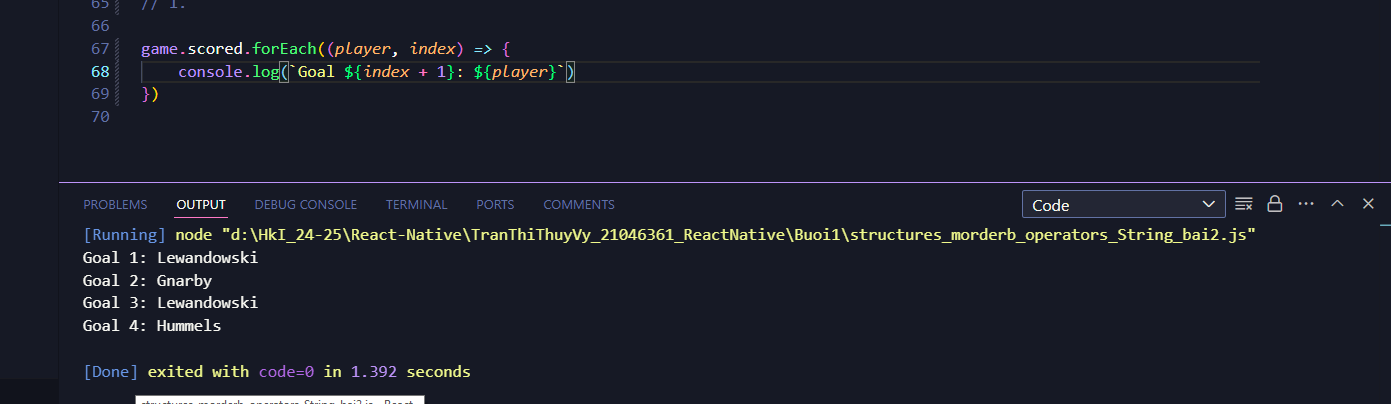 65 // 1.
66
67 game.scored.forEach((player, index) => {
68 console.log(`Goal ${index + 1}: ${player}`)
69 })
70
PROBLEMS OUTPUT DEBUG CONSOLE TERMINAL PORTS COMMENTS Code
[Running] node "d:\HkI_24-25\React-Native\TranThiThuyVy_21046361_ReactNative\Buoi1\structures_morderb_operators_String_bai2.js"
Goal 1: Lewandowski
Goal 2: Gnarby
Goal 3: Lewandowski
Goal 4: Hummels
[Done] exited with code=0 in 1.392 seconds
structures_morderb_operators_String_bai2.js - React